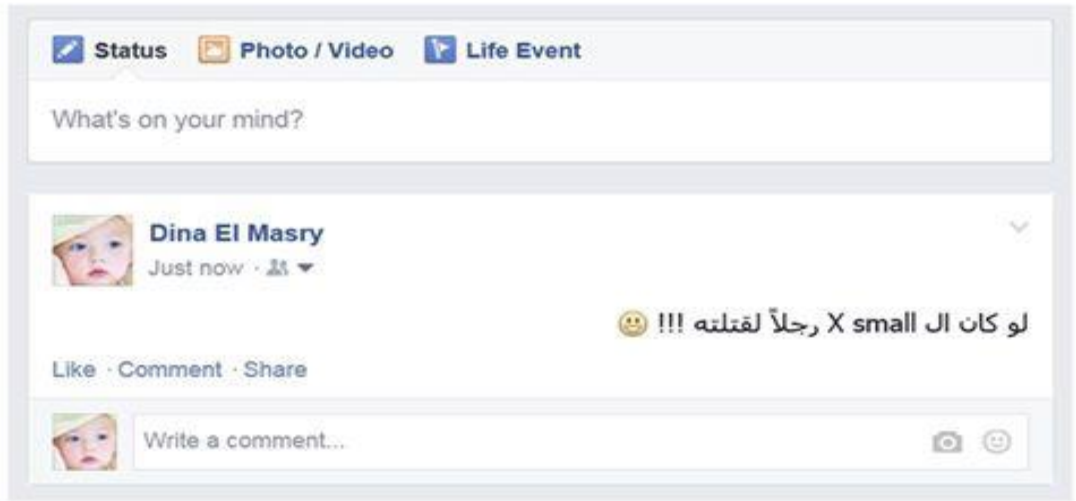 Status Photo / Video Life Event
What's on your mind?
Dina El Masry
Just now ·
لو كان ال X small رجلاً لقتلته !!!
Like · Comment · Share
Write a comment...